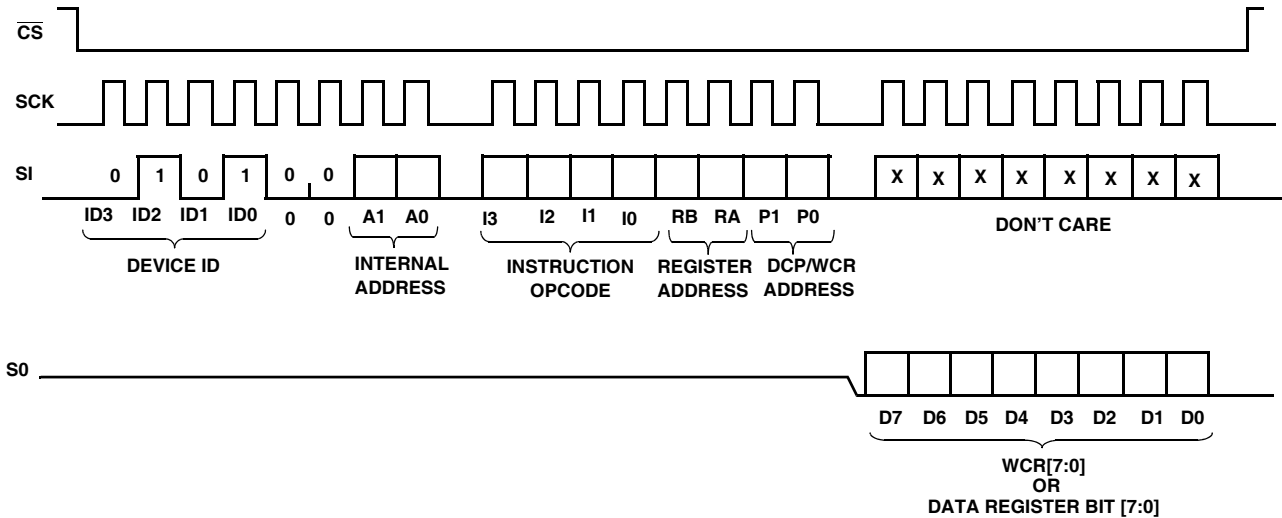 CS
SCK
SI
0 1 0 1 0 0 X X X X X X X X
ID3 ID2 ID1 ID0 0 0 A1 A0 I3 I2 I1 I0 RB RA P1 P0 DON'T CARE
DEVICE ID
INTERNAL
ADDRESS
INSTRUCTION
OPCODE
REGISTER
ADDRESS
DCP/WCR
ADDRESS
S0
D7 D6 D5 D4 D3 D2 D1 D0
WCR[7:0]
OR
DATA REGISTER BIT [7:0]